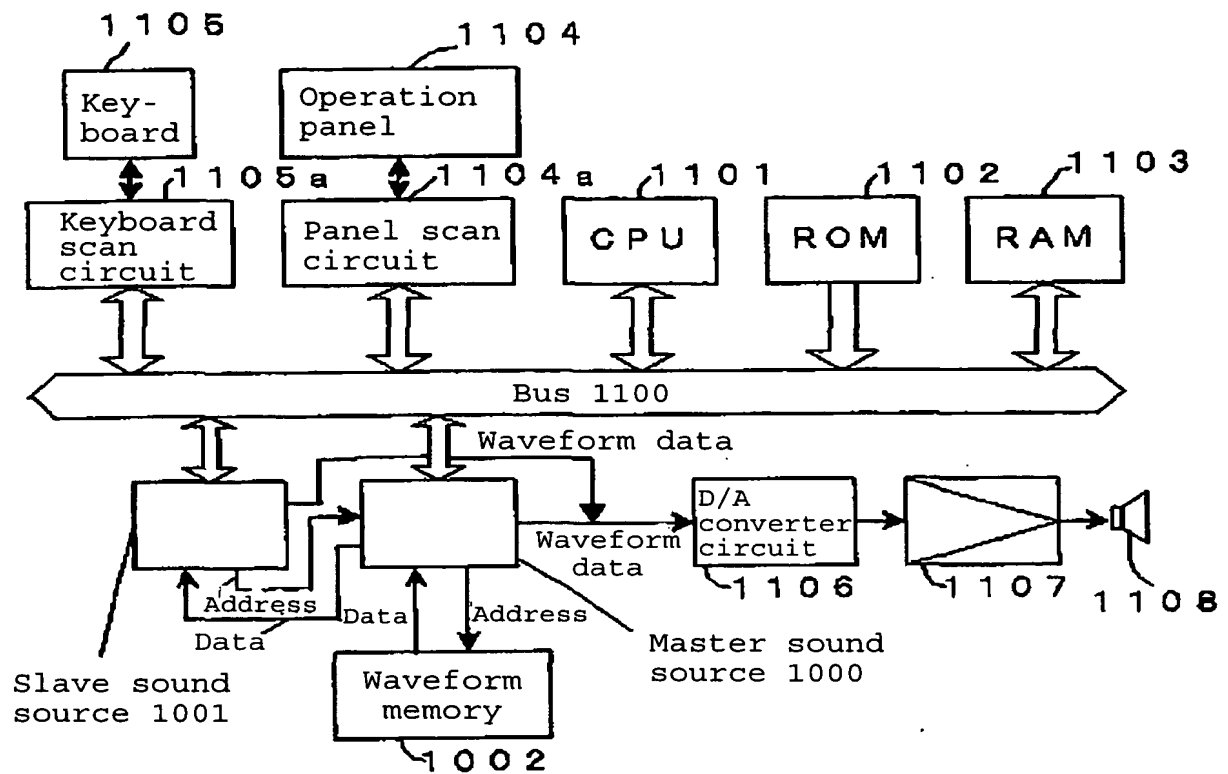 1105
1104
Key-
board
Operation
panel
1105a
1104a
1101
1102
1103
Keyboard
scan
circuit
Panel scan
circuit
CPU
ROM
RAM
Bus 1100
Waveform data
D/A
converter
circuit
Waveform
data
1106
1107
1108
Address
Data
Data
Address
Master sound
source 1000
Slave sound
source 1001
Waveform
memory
1002